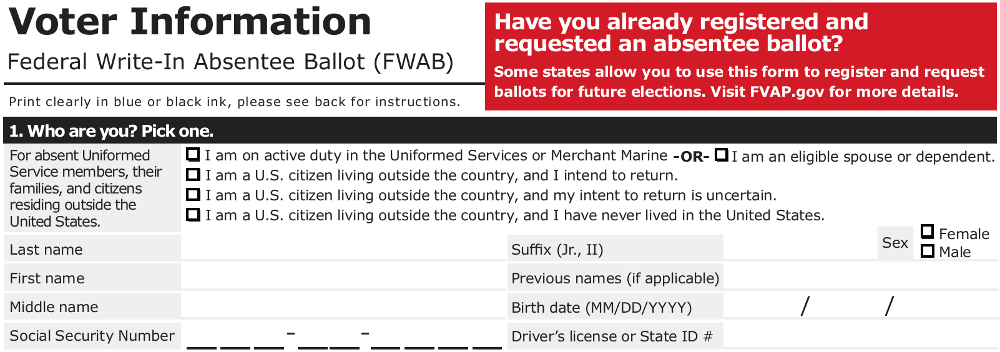 Voter Information
Federal Write-In Absentee Ballot (FWAB)
Print clearly in blue or black ink, please see back for instructions.
Have you already registered and
requested an absentee ballot?
Some states allow you to use this form to register and request
ballots for future elections. Visit FVAP.gov for more details.
1. Who are you? Pick one.
For absent Uniformed
Service members, their
families, and citizens
residing outside the
United States.
I am on active duty in the Uniformed Services or Merchant Marine -OR- I am an eligible spouse or dependent.
I am a U.S. citizen living outside the country, and I intend to return.
I am a U.S. citizen living outside the country, and my intent to return is uncertain.
I am a U.S. citizen living outside the country, and I have never lived in the United States.
Last name
Suffix (Jr., II)
Sex
Female
Male
First name
Previous names (if applicable)
Middle name
Birth date (MM/DD/YYYY) / /
Social Security Number - -
Driver’s license or State ID #